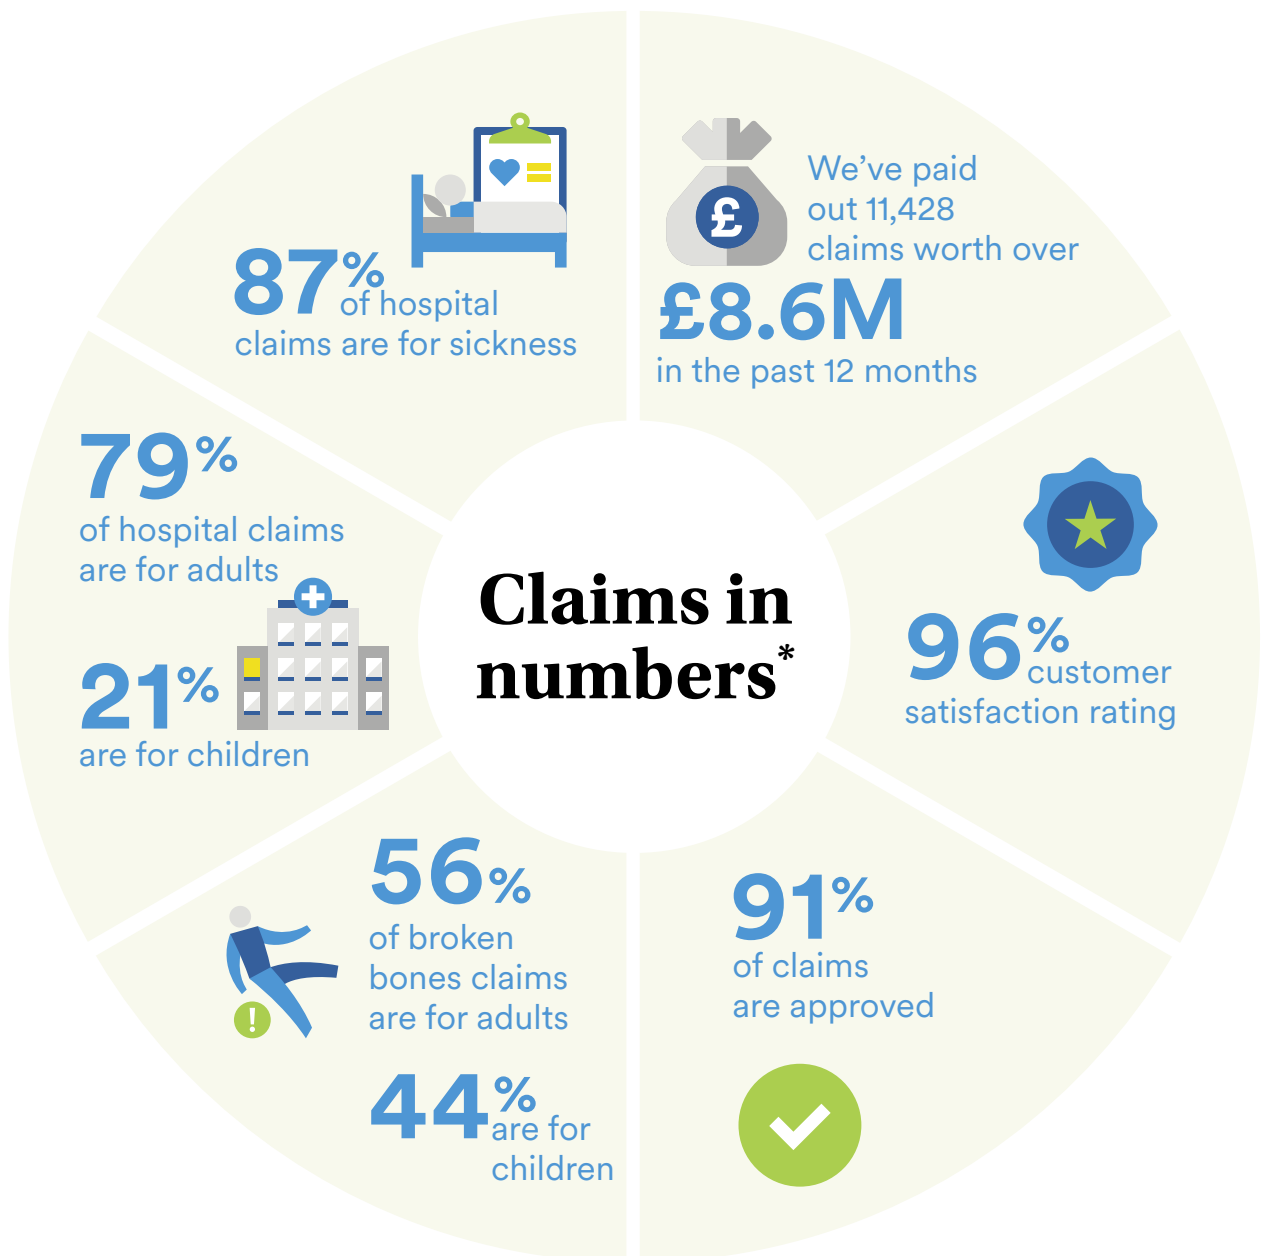 Claims in
numbers*
We’ve paid
out 11,428
claims worth over
£8.6M
in the past 12 months
96%
customer
satisfaction rating
91%
of claims
are approved
56%
of broken
bones claims
are for adults
44%
are for
children
79%
of hospital claims
are for adults
21%
are for children
87%
of hospital
claims are for sickness
£
!